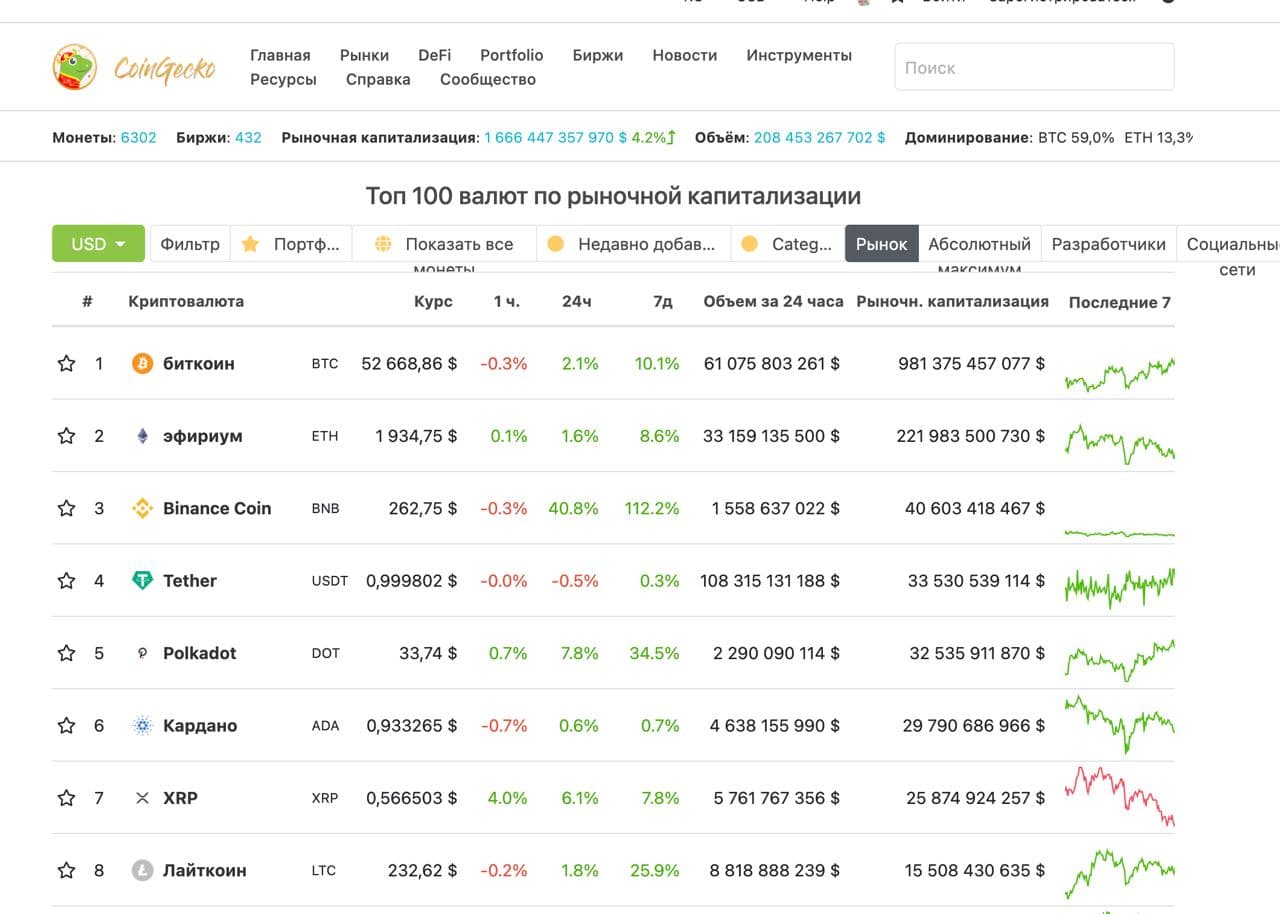 CoinGecko
Главная Рынки DeFi Portfolio Биржи Новости Инструменты
Ресурсы Справка Сообщество
Поиск
Монеты: 6302 Биржи: 432 Рыночная капитализация: 1 666 447 357 970 $ 4.2% Объём: 208 453 267 702 $ Доминирование: BTC 59,0% ETH 13,3%
Топ 100 валют по рыночной капитализации
USD Фильтр Портф... Показать все Недавно добав... Categ... Рынок Абсолютный Разработчики Социальны
монеты максимум сети
# Криптовалюта Курс 1 ч. 24ч 7д Объем за 24 часа Рыночн. капитализация Последние 7
1 биткоин BTC 52 668,86 $ -0.3% 2.1% 10.1% 61 075 803 261 $ 981 375 457 077 $
2 эфириум ETH 1 934,75 $ 0.1% 1.6% 8.6% 33 159 135 500 $ 221 983 500 730 $
3 Binance Coin BNB 262,75 $ -0.3% 40.8% 112.2% 1 558 637 022 $ 40 603 418 467 $
4 Tether USDT 0,999802 $ -0.0% -0.5% 0.3% 108 315 131 188 $ 33 530 539 114 $
5 Polkadot DOT 33,74 $ 0.7% 7.8% 34.5% 2 290 090 114 $ 32 535 911 870 $
6 Кардано ADA 0,933265 $ -0.7% 0.6% 0.7% 4 638 155 990 $ 29 790 686 966 $
7 XRP XRP 0,566503 $ 4.0% 6.1% 7.8% 5 761 767 356 $ 25 874 924 257 $
8 Лайткоин LTC 232,62 $ -0.2% 1.8% 25.9% 8 818 888 239 $ 15 508 430 635 $